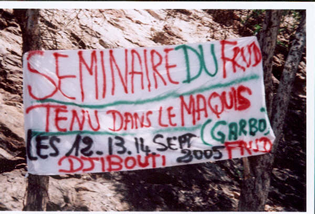 SEMINAIRE DU FRUD
TENU DANS LE MAQUIS
(GARBO)
LES 12.13.14 SEPT
DJIBOUTI 2005 FRUD